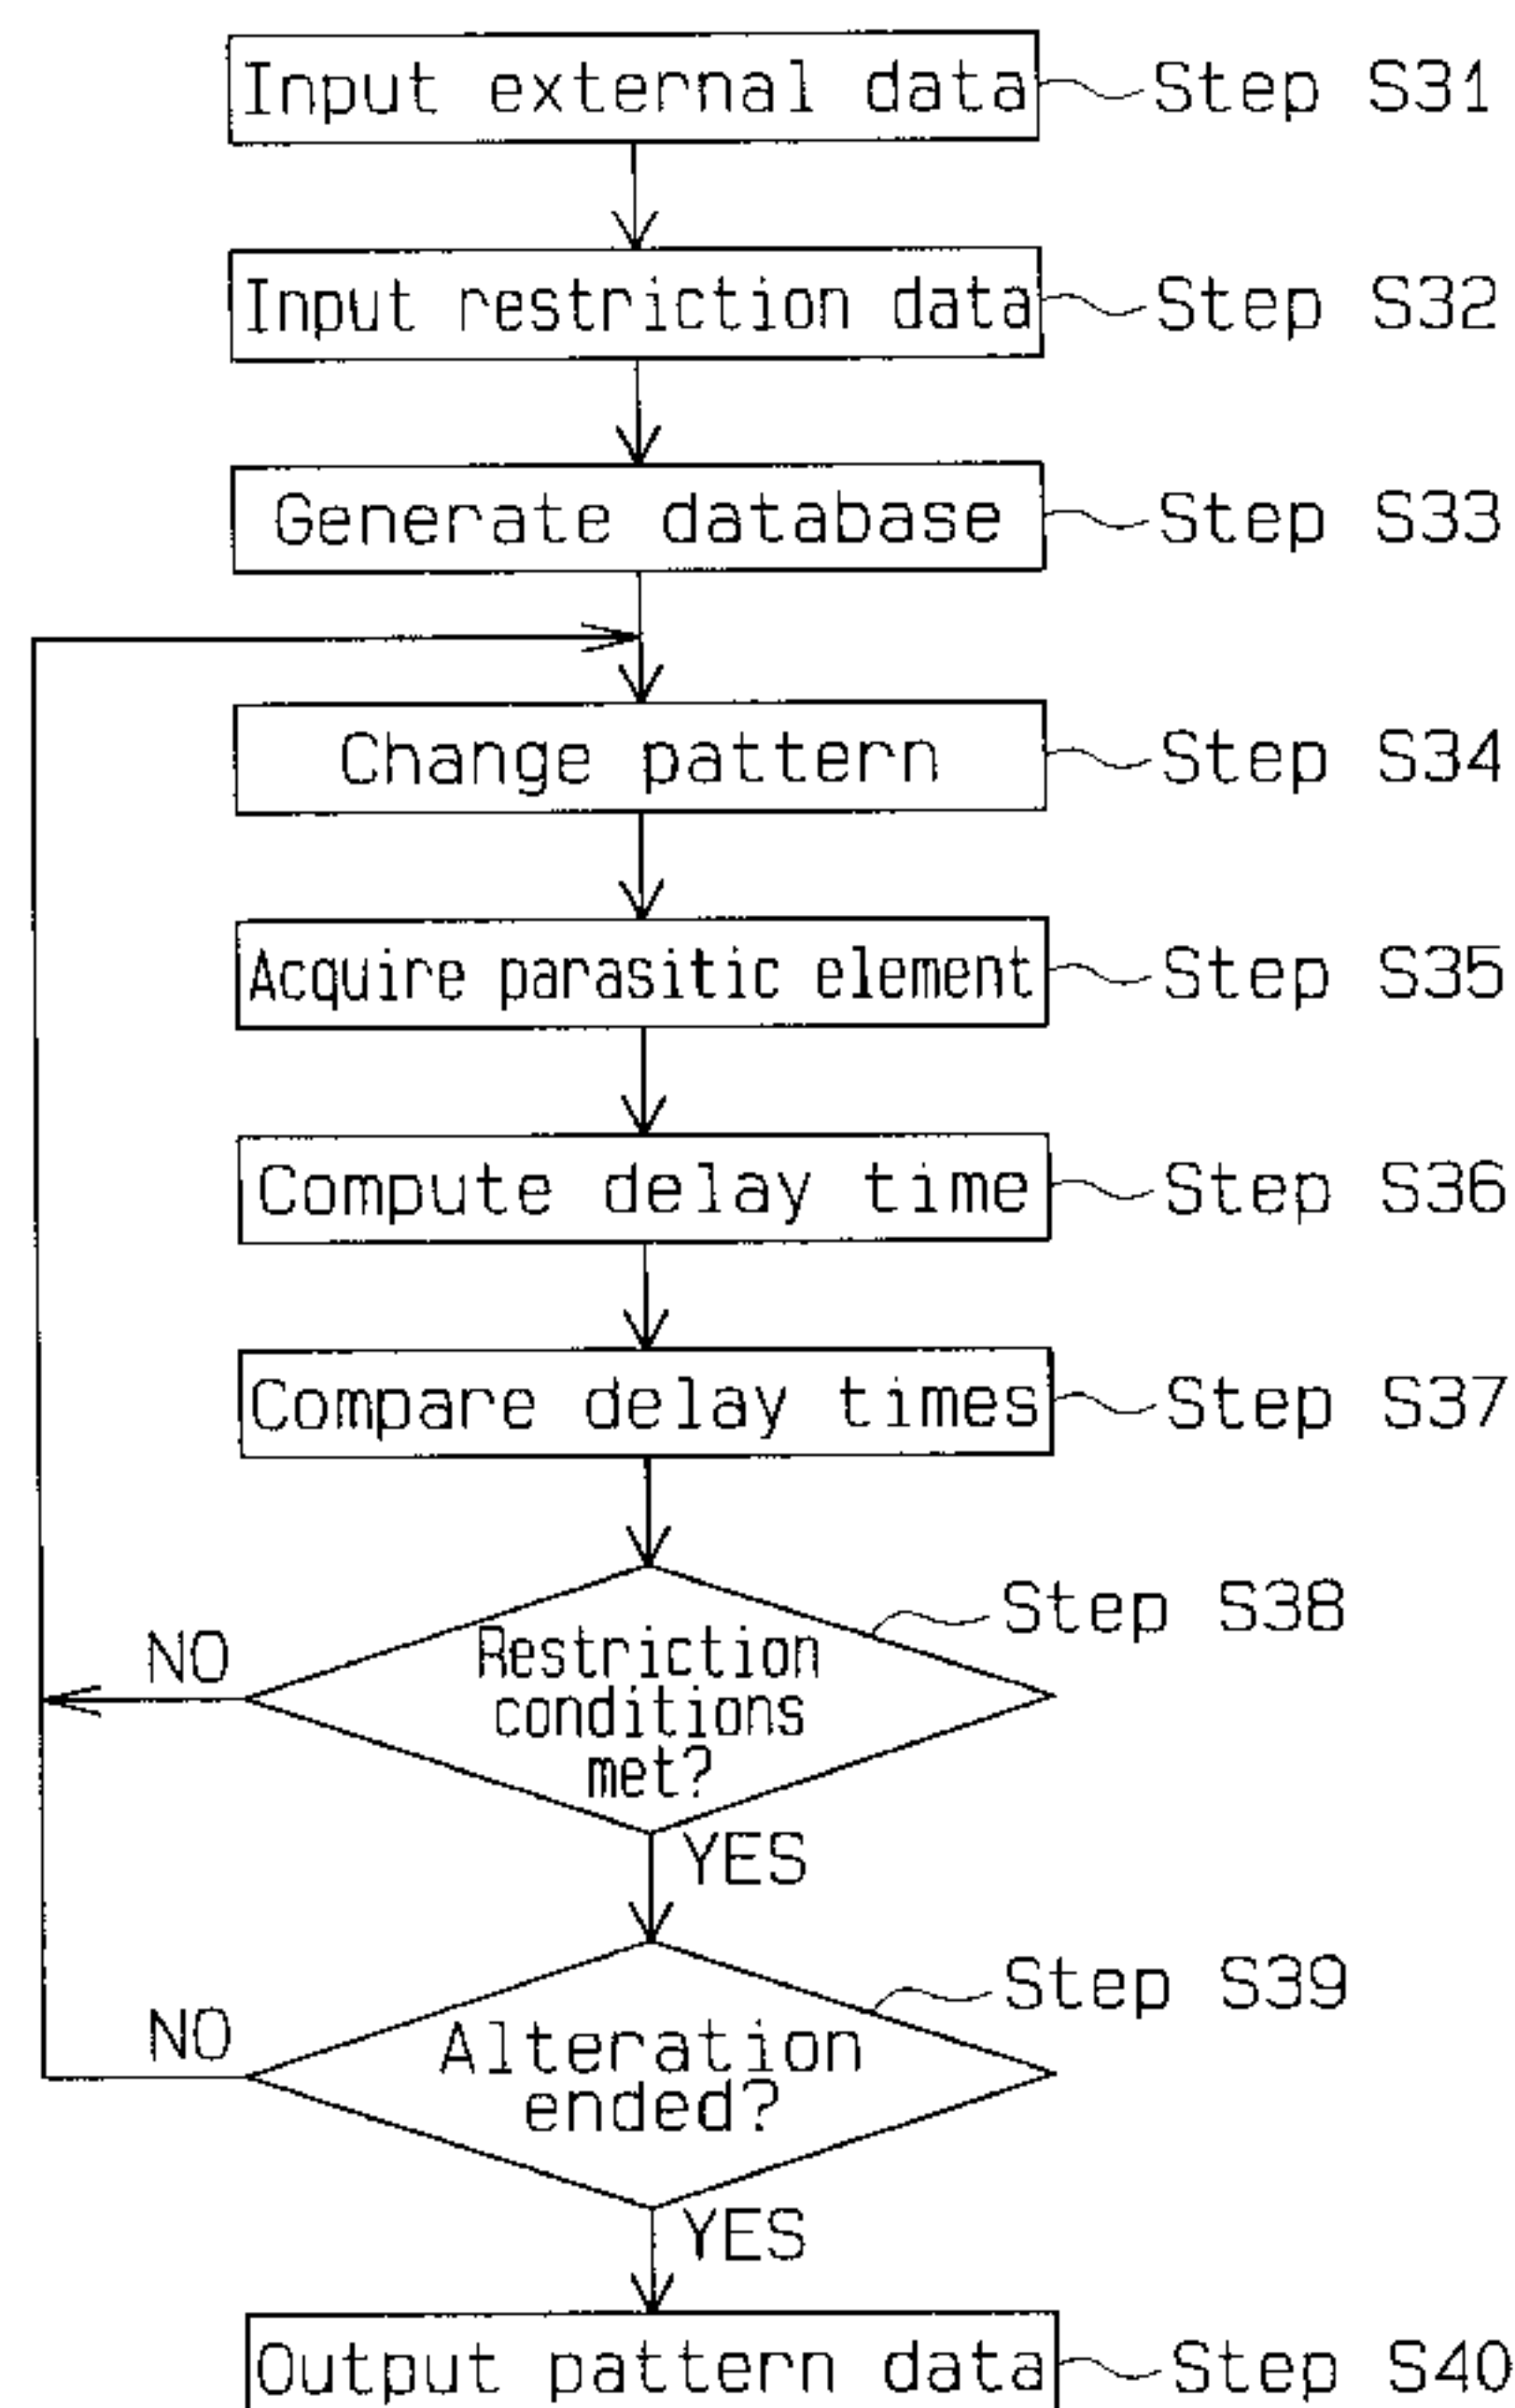 Input external data Step S31
Input restriction data Step S32
Generate database Step S33
Change pattern Step S34
Acquire parasitic element Step S35
Compute delay time Step S36
Compare delay times Step S37
Step S38
NO
Restriction
conditions
met?
YES
Step S39
NO
Alteration
ended?
YES
Output pattern data Step S40